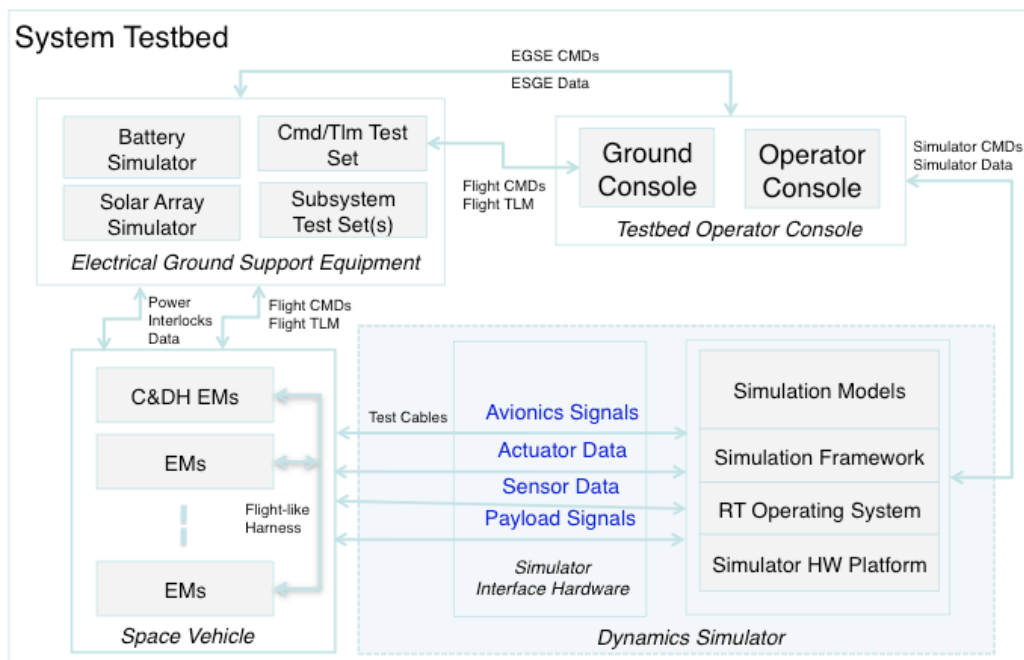 System Testbed
EGSE CMDs
ESGE Data
Battery
Simulator
Cmd/Tlm Test
Set
Solar Array
Simulator
Subsystem
Test Set(s)
Electrical Ground Support Equipment
Flight CMDs
Flight TLM
Ground
Console
Operator
Console
Testbed Operator Console
Simulator CMDs
Simulator Data
Power
Interlocks
Data
Flight CMDs
Flight TLM
C&DH EMs
EMs
EMs
Flight-like
Harness
Space Vehicle
Test Cables
Avionics Signals
Actuator Data
Sensor Data
Payload Signals
Simulator
Interface Hardware
Simulation Models
Simulation Framework
RT Operating System
Simulator HW Platform
Dynamics Simulator